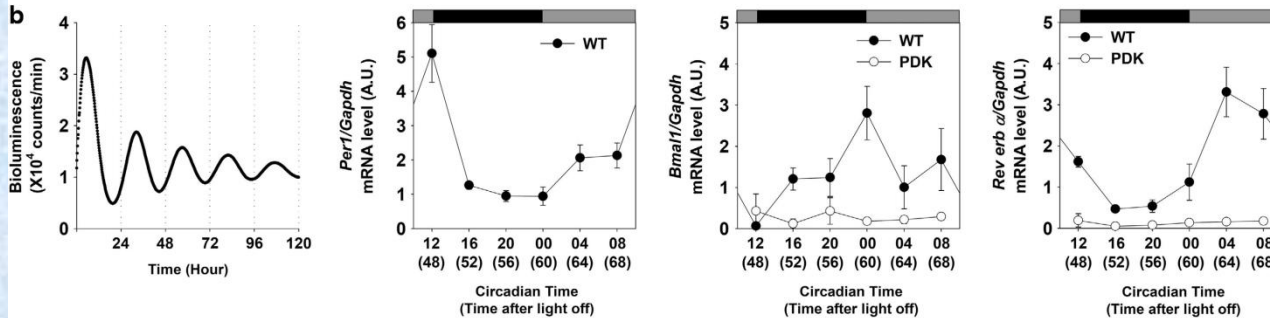 b
Bioluminescence
(X10⁴ counts/min)
4
3
2
1
0
24
48
72
96
120
Time (Hour)
Per1/Gapdh
mRNA level (A.U.)
6
5
4
3
2
1
0
WT
12 16 20 00 04 08
(48) (52) (56) (60) (64) (68)
Circadian Time
(Time after light off)
Bmal1/Gapdh
mRNA level (A.U.)
5
4
3
2
1
0
WT
PDK
12 16 20 00 04 08
(48) (52) (56) (60) (64) (68)
Circadian Time
(Time after light off)
Rev erb α/Gapdh
mRNA level (A.U.)
5
4
3
2
1
0
WT
PDK
12 16 20 00 04 08
(48) (52) (56) (60) (64) (68)
Circadian Time
(Time after light off)